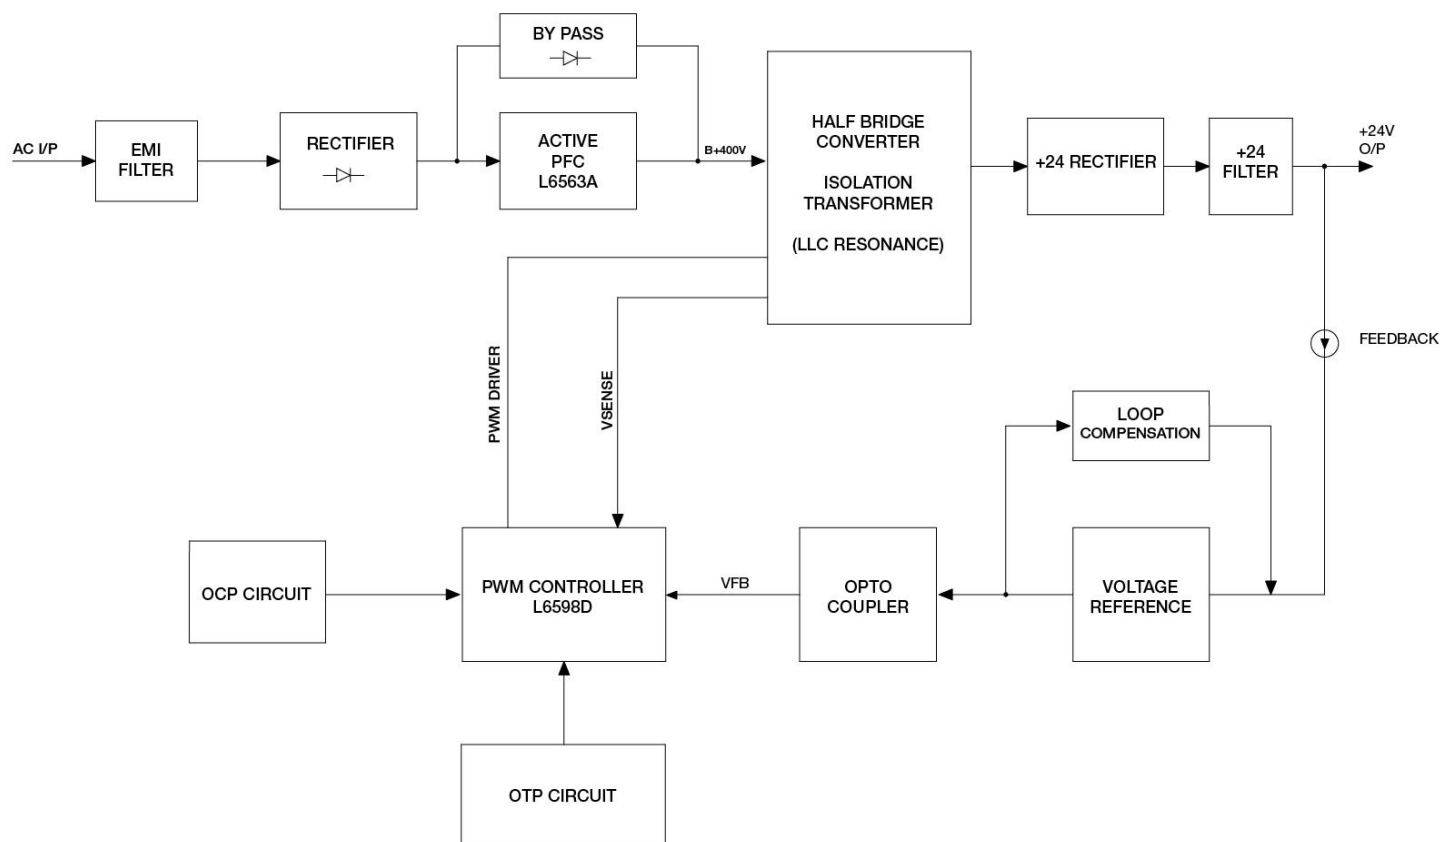 BY PASS
AC I/P
EMI
FILTER
RECTIFIER
ACTIVE
PFC
L6563A
B+400V
HALF BRIDGE
CONVERTER
ISOLATION
TRANSFORMER
(LLC RESONANCE)
+24 RECTIFIER
+24
FILTER
+24V
O/P
PWM DRIVER
VSENSE
FEEDBACK
LOOP
COMPENSATION
OCP CIRCUIT
PWM CONTROLLER
L6598D
VFB
OPTO
COUPLER
VOLTAGE
REFERENCE
OTP CIRCUIT